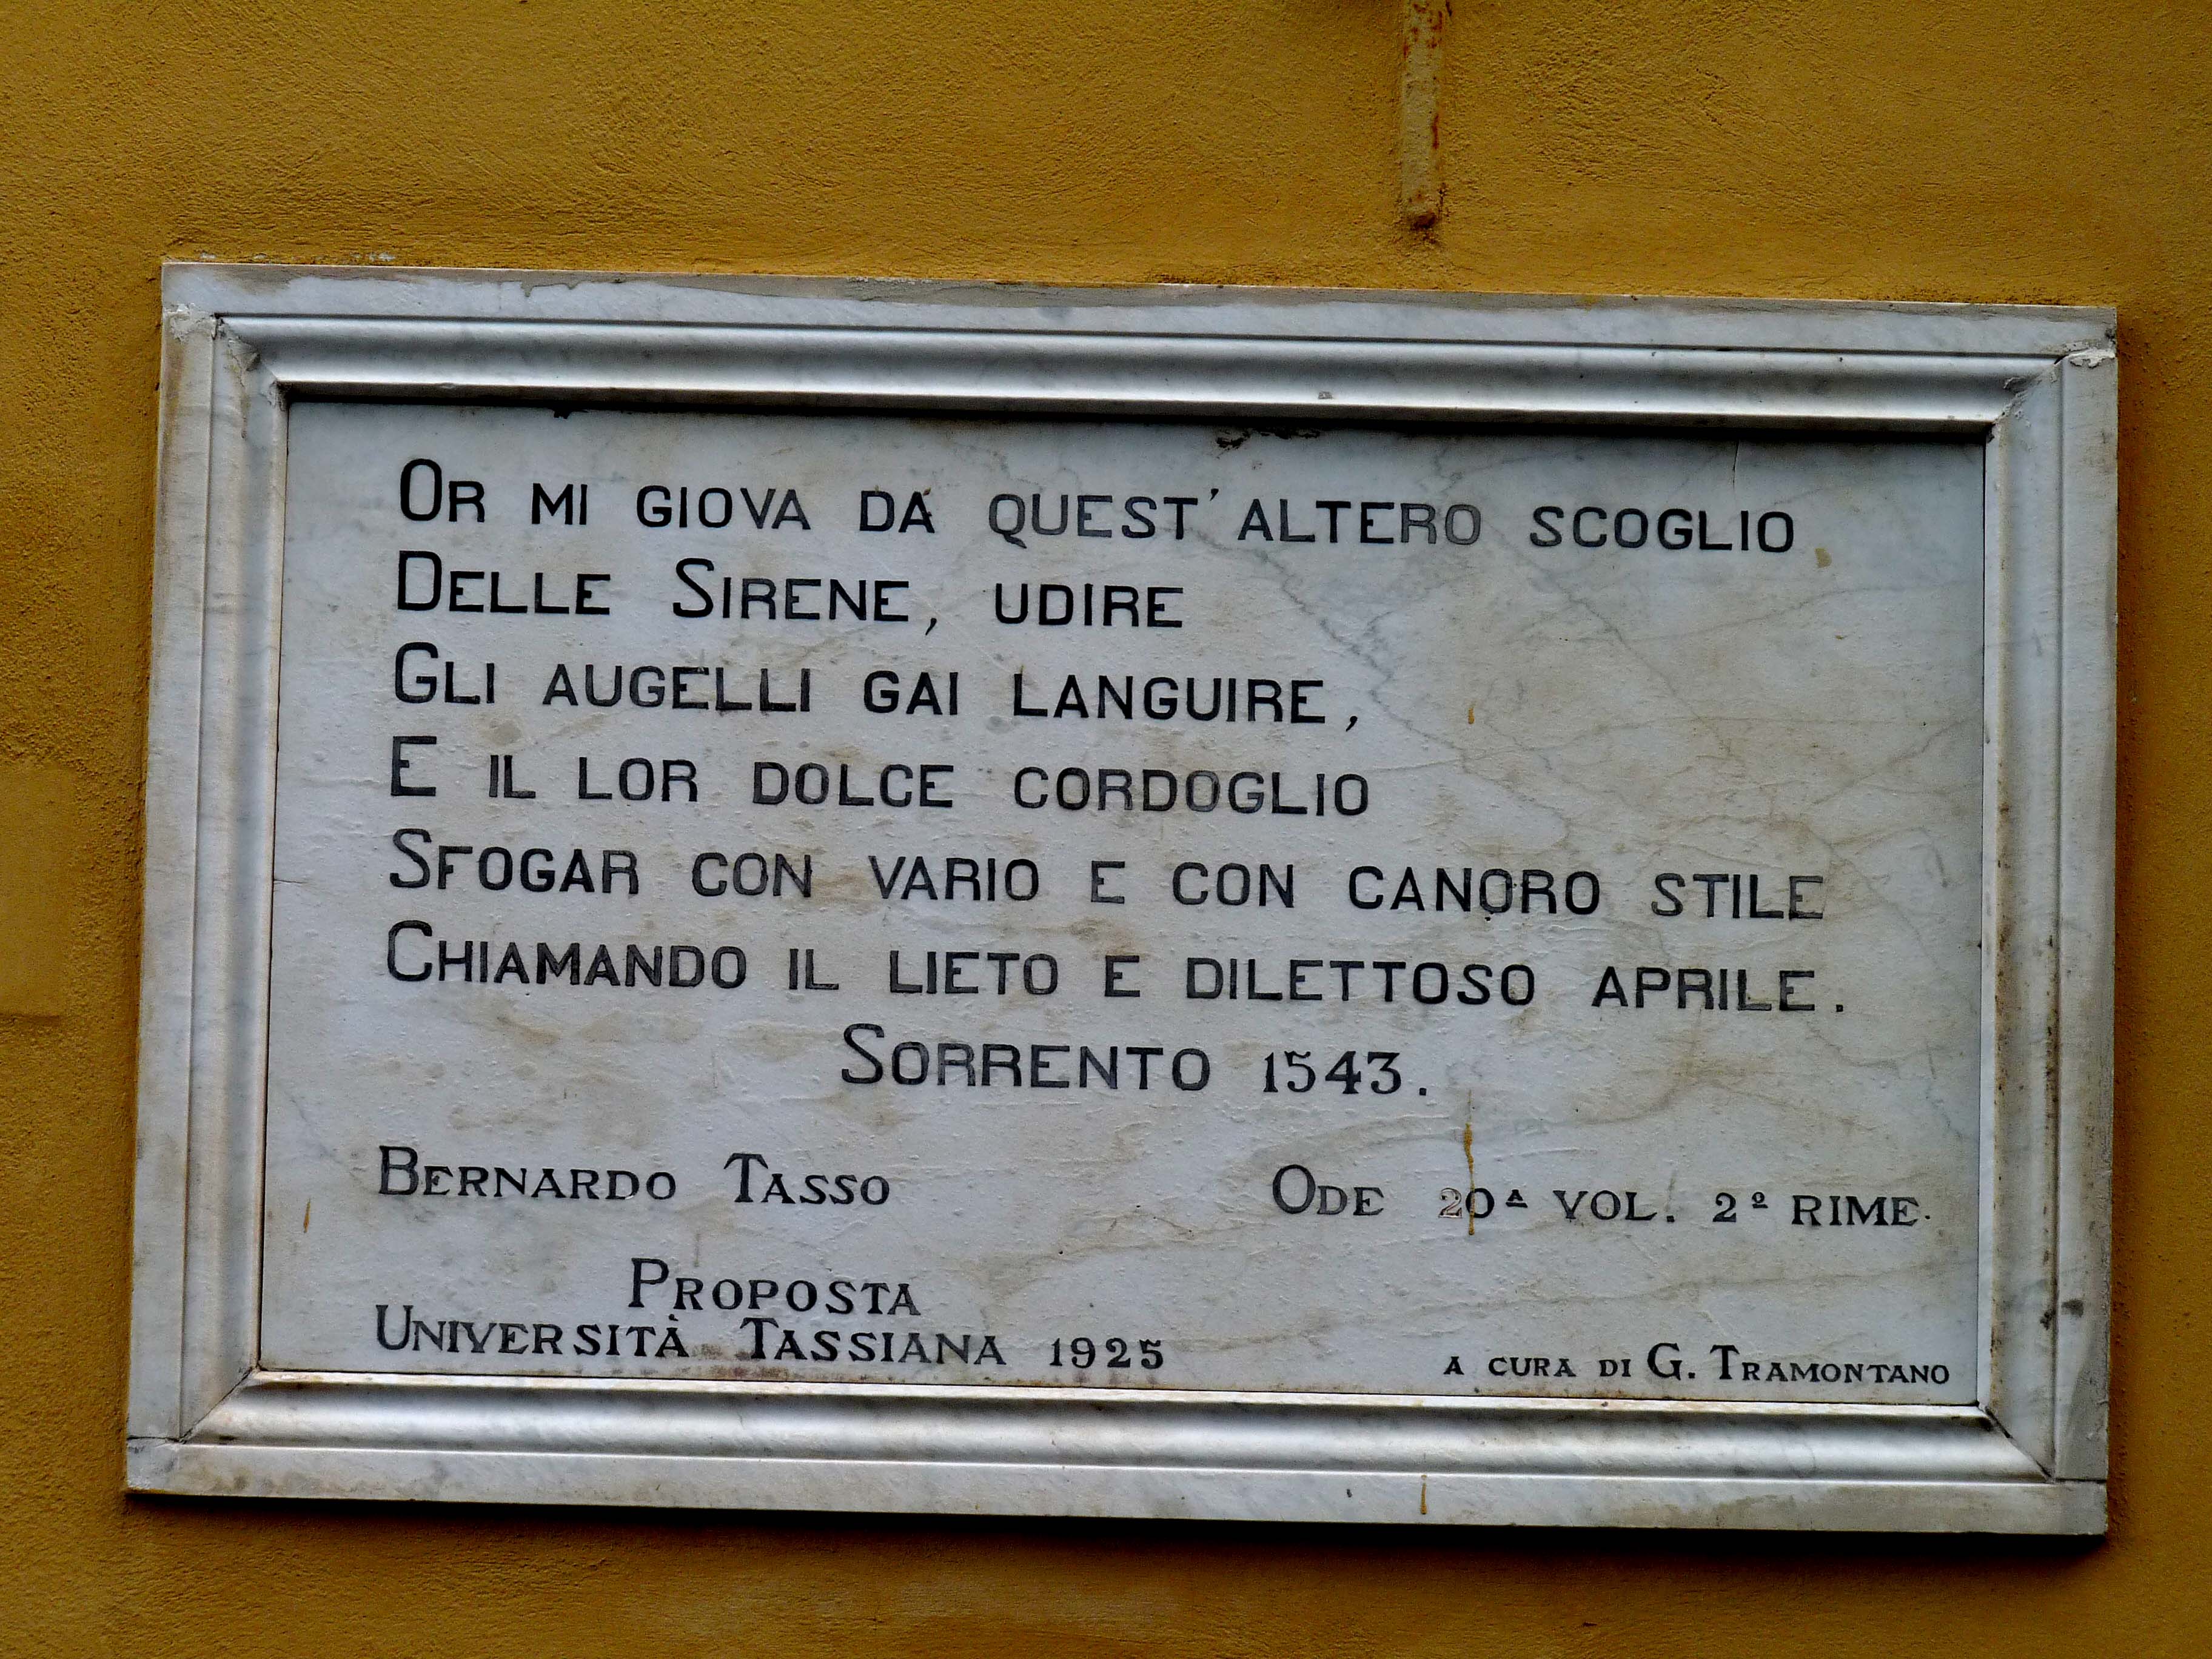 OR MI GIOVA DA QUEST'ALTERO SCOGLIO
DELLE SIRENE, UDIRE
GLI AUGELLI GAI LANGUIRE,
E IL LOR DOLCE CORDOGLIO
SFOGAR CON VARIO E CON CANORO STILE
CHIAMANDO IL LIETO E DILETTOSO APRILE.
SORRENTO 1543.
BERNARDO TASSO ODE 20ª VOL. 2º RIME.
PROPOSTA
UNIVERSITÀ TASSIANA 1925
A CURA DI G. TRAMONTANO